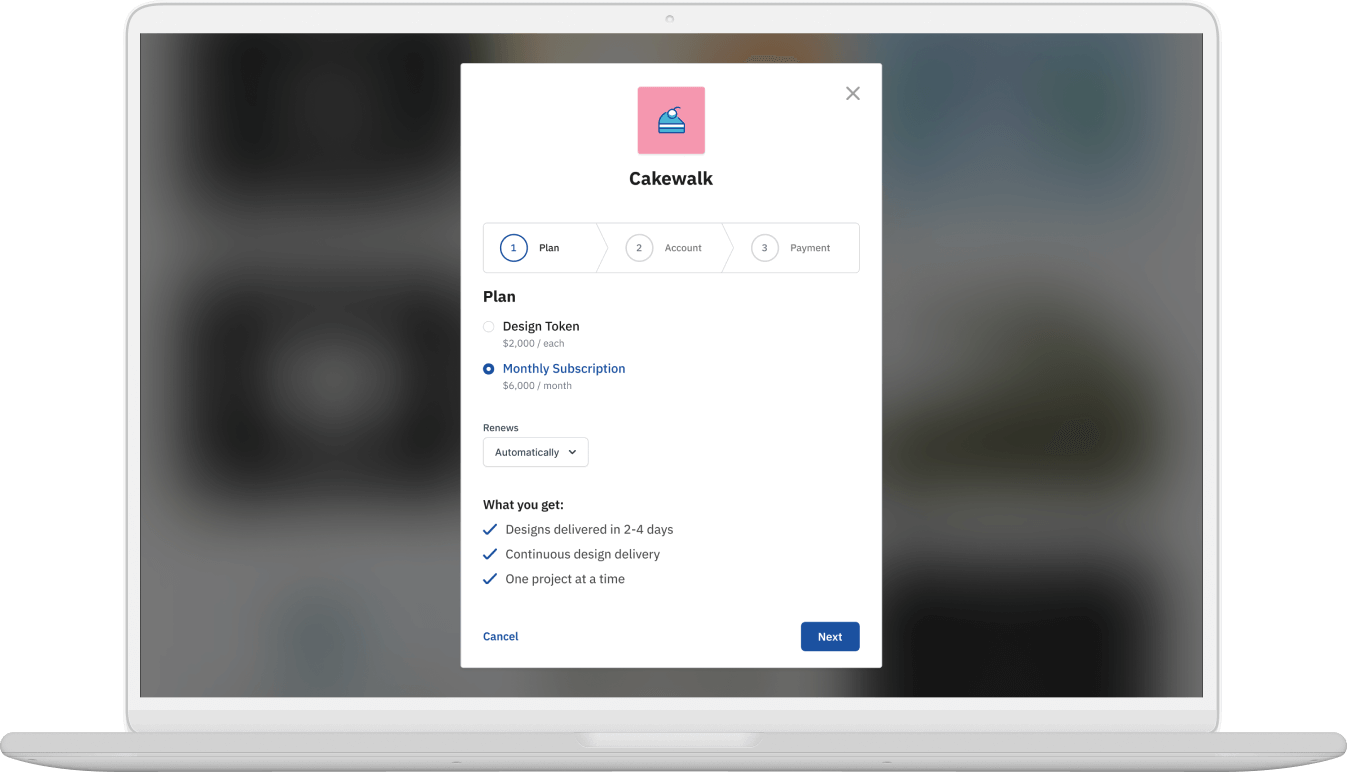 Cakewalk
1 Plan 2 Account 3 Payment
Plan
Design Token
$2,000 / each
Monthly Subscription
$6,000 / month
Renews
Automatically
What you get:
Designs delivered in 2-4 days
Continuous design delivery
One project at a time
Cancel Next